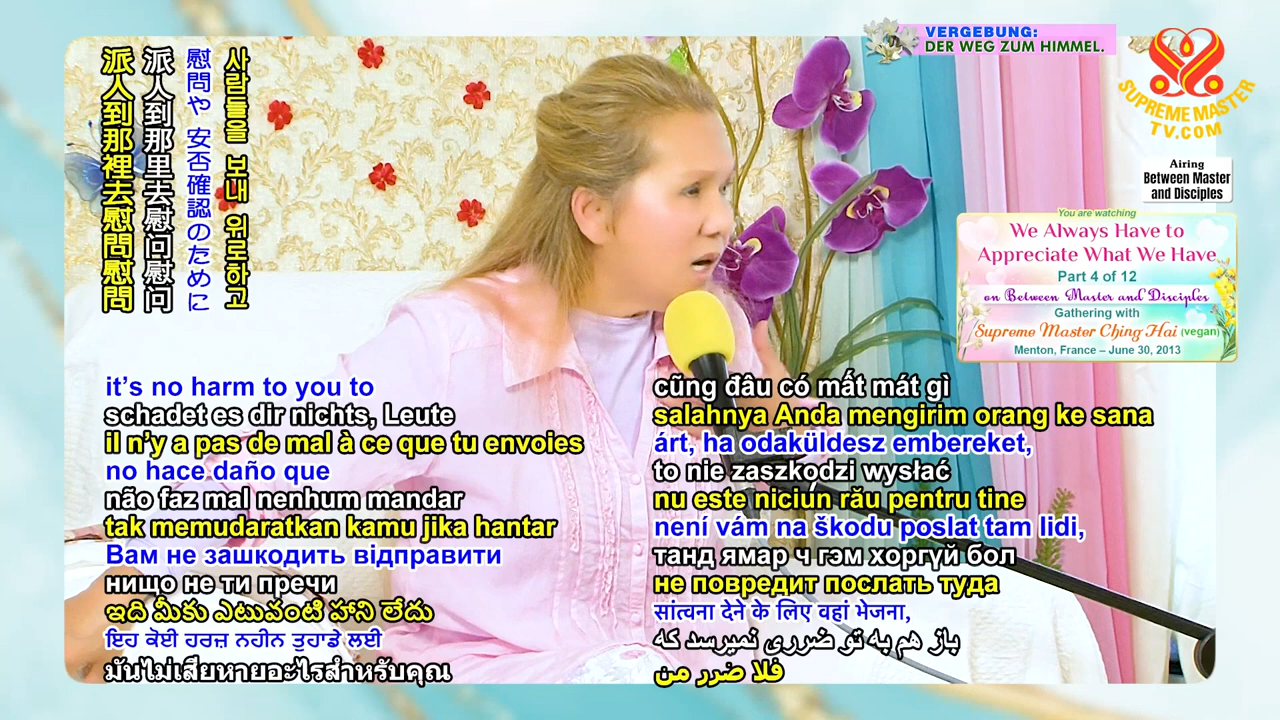 VERGEBUNG:
DER WEG ZUM HIMMEL.
SUPREME MASTER
TV.COM
Airing
Between Master
and Disciples
You are watching
We Always Have to
Appreciate What We Have
Part 4 of 12
on Between Master and Disciples
Gathering with
Supreme Master Ching Hai (vegan)
Menton, France – June 30, 2013
派人到那裡去慰問慰問
派人到那里去慰问慰问
慰問や 安否確認のために
사람들을 보내 위로하고
it's no harm to you to
schadet es dir nichts, Leute
il n'y a pas de mal à ce que tu envoies
no hace daño que
não faz mal nenhum mandar
tak memudaratkan kamu jika hantar
Вам не зашкодить відправити
нищо не ти пречи
ఇది మీకు ఎటువంటి హాని లేదు
ਇਹ ਕੋਈ ਹਰਜ਼ ਨਹੀਨ ਤੁਹਾਡੇ ਲਈ
มันไม่เสียหายอะไรสำหรับคุณ
cũng đâu có mất mát gì
salahnya Anda mengirim orang ke sana
árt, ha odaküldesz embereket,
to nie zaszkodzi wysłać
nu este niciun rău pentru tine
není vám na škodu poslat tam lidi,
танд ямар ч гэм хоргүй бол
не повредит послать туда
सांत्वना देने के लिए वहां भेजना,
باز هم به تو ضرری نمیرسد که
فلا ضرر من